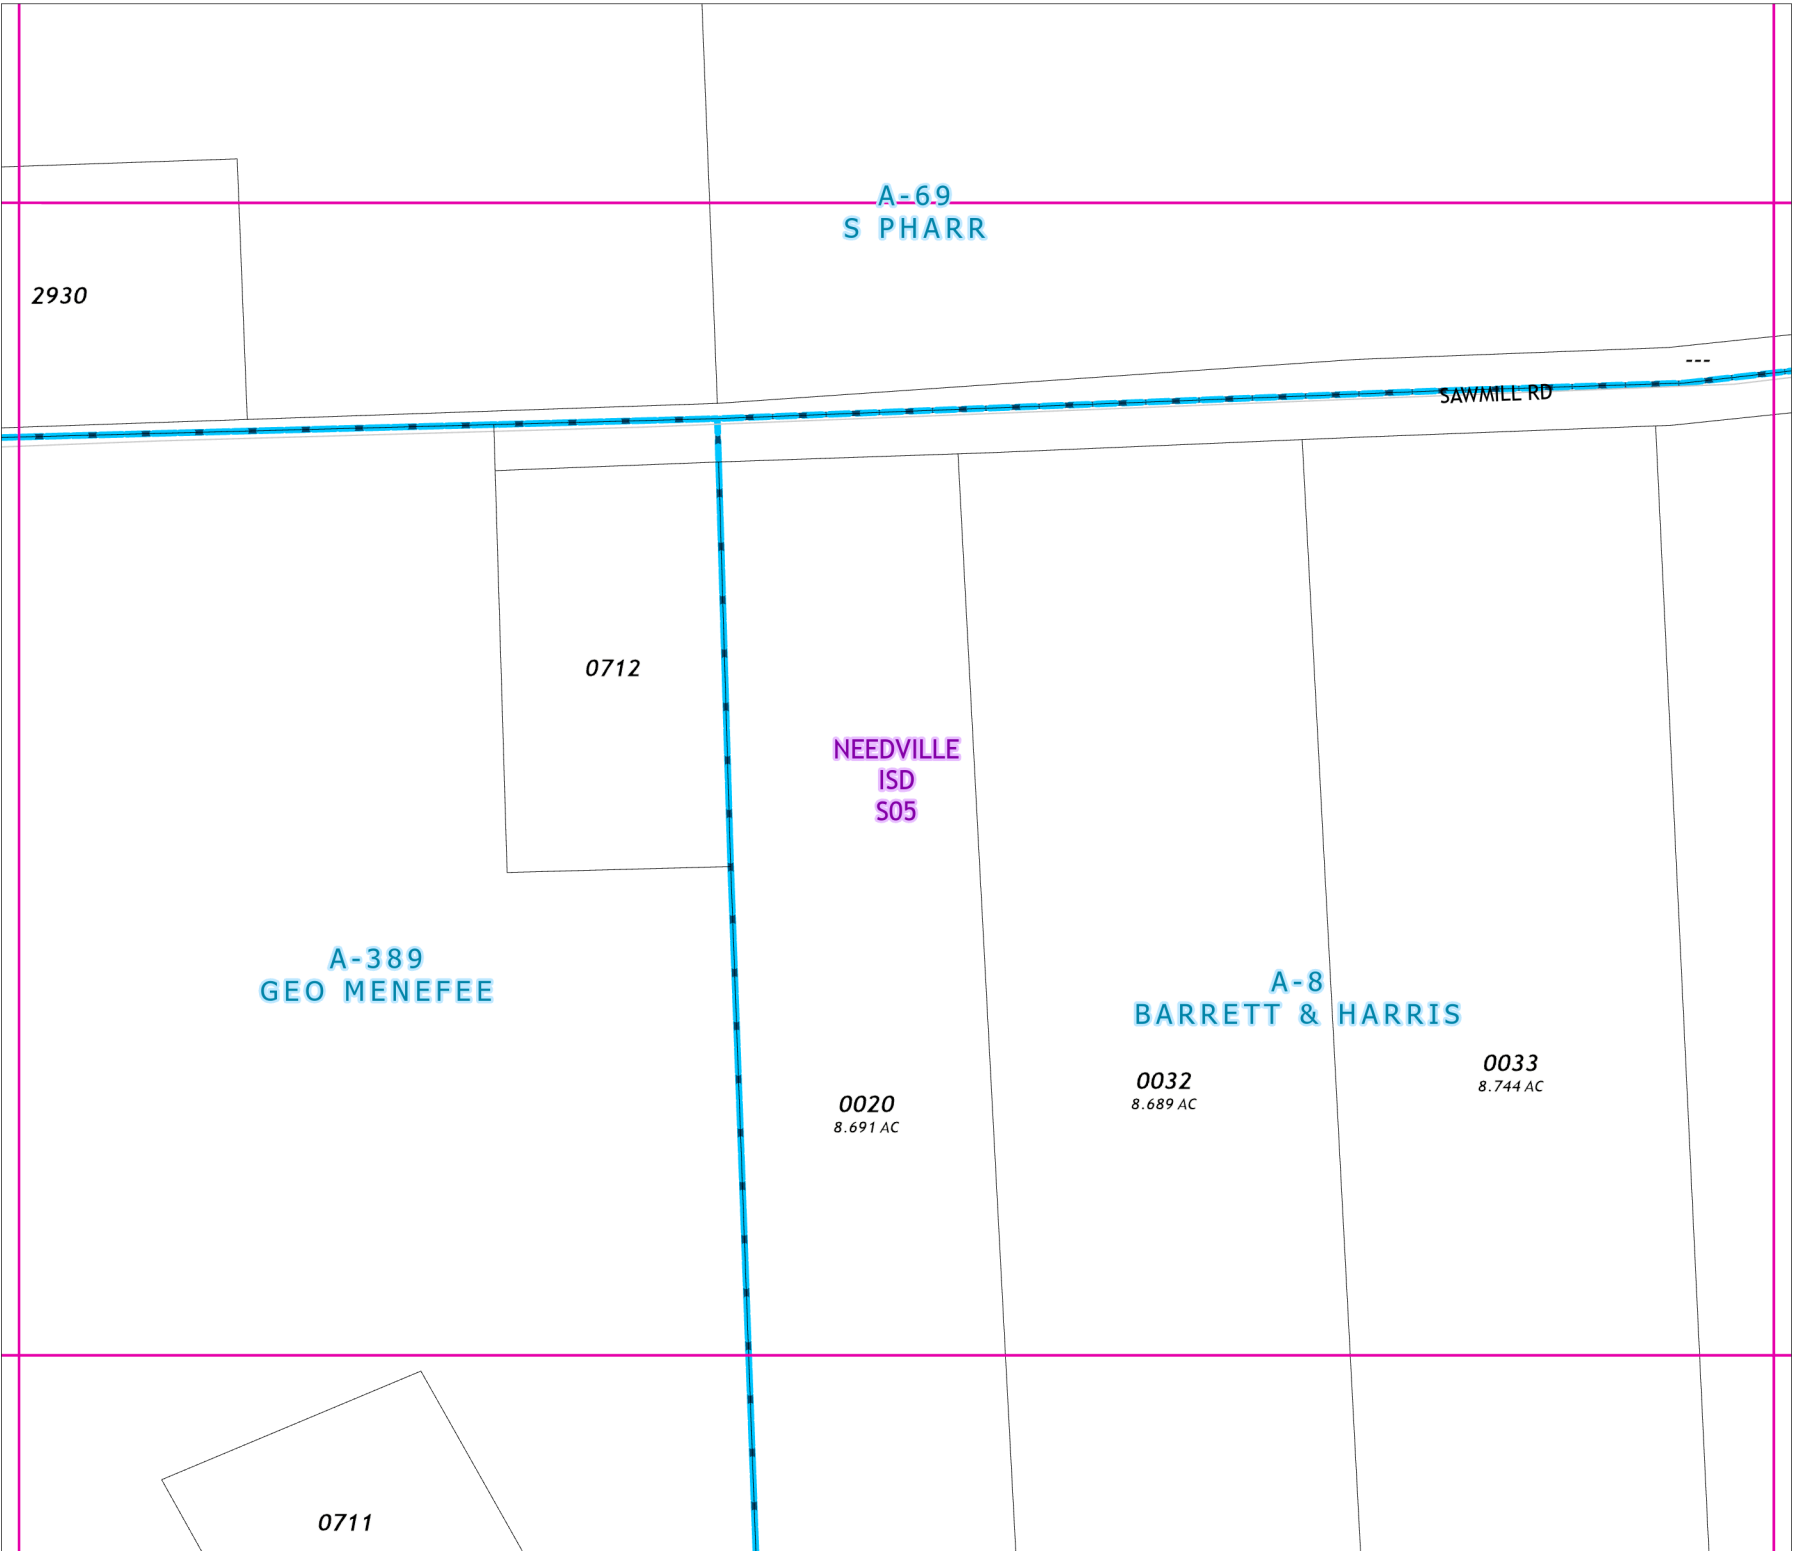 A-69
S PHARR
2930
---
SAWMILL RD
0712
NEEDVILLE
ISD
S05
A-389
GEO MENEFEE
A-8
BARRETT & HARRIS
0020
8.691 AC
0032
8.689 AC
0033
8.744 AC
0711